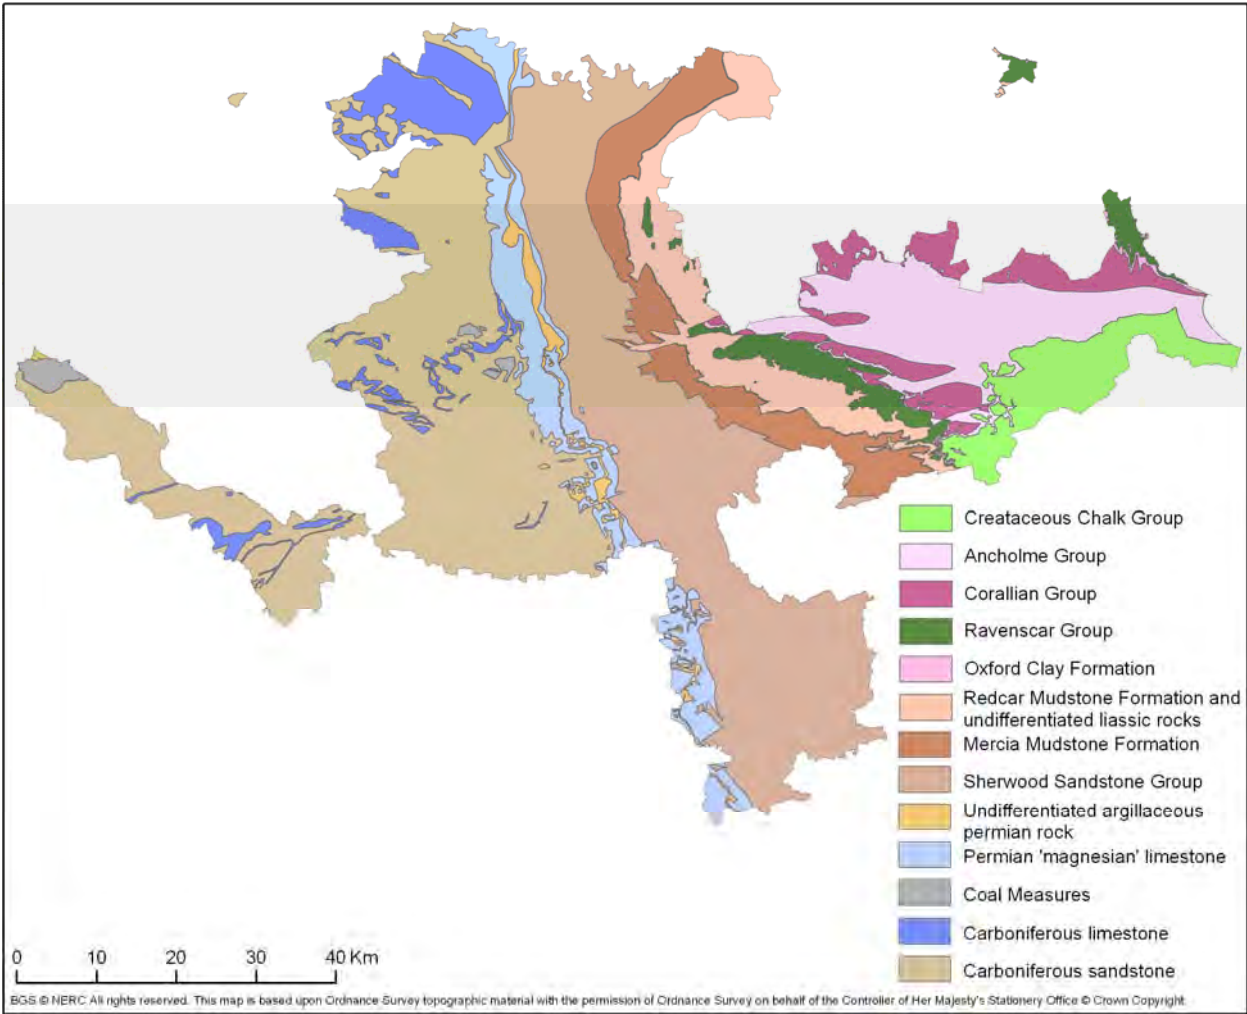 Creataceous Chalk Group
Ancholme Group
Corallian Group
Ravenscar Group
Oxford Clay Formation
Redcar Mudstone Formation and
undifferentiated liassic rocks
Mercia Mudstone Formation
Sherwood Sandstone Group
Undifferentiated argillaceous
permian rock
Permian 'magnesian' limestone
Coal Measures
Carboniferous limestone
Carboniferous sandstone
0 10 20 30 40 Km
BGS © NERC All rights reserved. This map is based upon Ordnance Survey topographic material with the permission of Ordnance Survey on behalf of the Controller of Her Majesty's Stationery Office © Crown Copyright